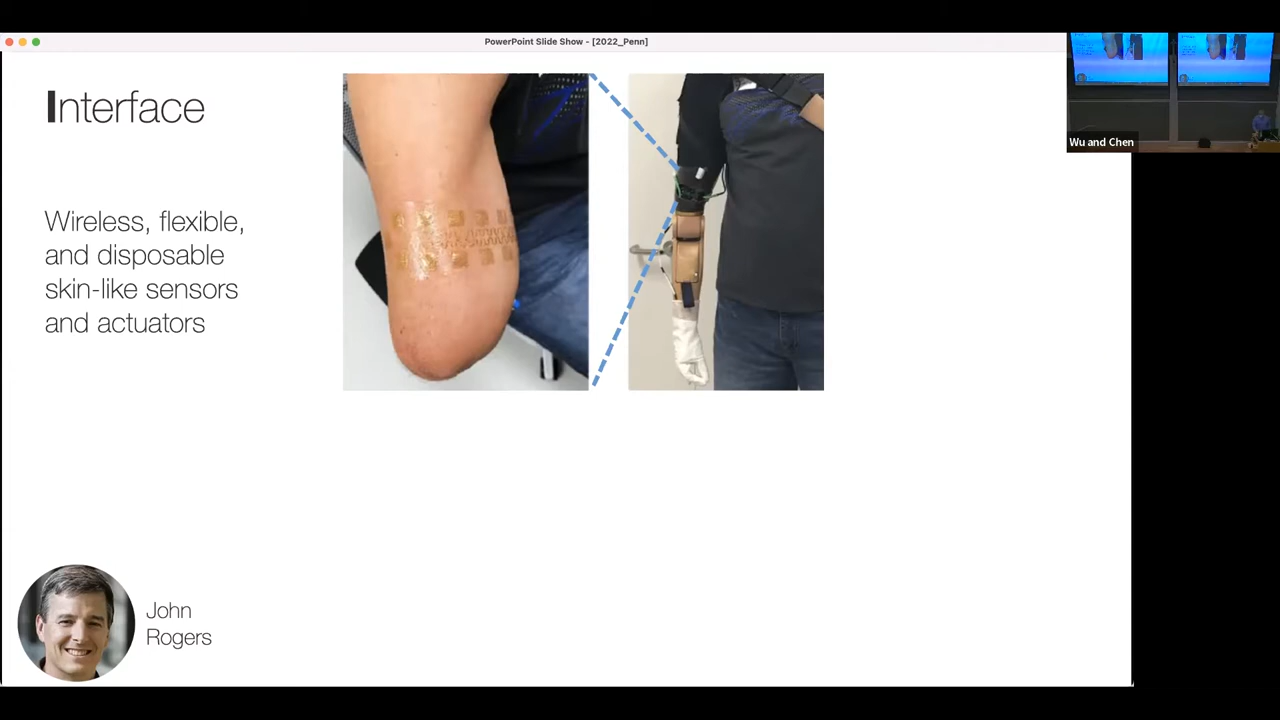 PowerPoint Slide Show - [2022_Penn]
Interface
Wireless, flexible,
and disposable
skin-like sensors
and actuators
John
Rogers
Wu and Chen